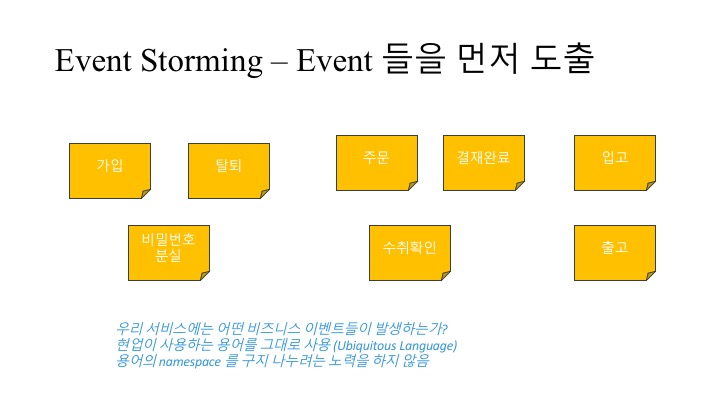 Event Storming – Event 들을 먼저 도출
가입
탈퇴
주문
결재완료
입고
비밀번호
분실
수취확인
출고
우리 서비스에는 어떤 비즈니스 이벤트들이 발생하는가?
현업이 사용하는 용어를 그대로 사용 (Ubiquitous Language)
용어의 namespace 를 구지 나누려는 노력을 하지 않음